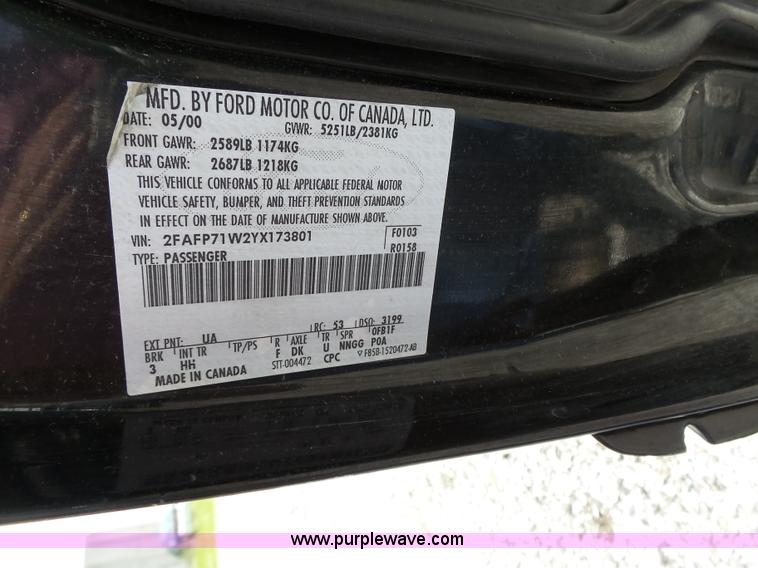 MFD. BY FORD MOTOR CO. OF CANADA, LTD.
DATE: 05/00 GVWR: 5251LB/2381KG
FRONT GAWR: 2589LB 1174KG
REAR GAWR: 2687LB 1218KG
THIS VEHICLE CONFORMS TO ALL APPLICABLE FEDERAL MOTOR
VEHICLE SAFETY, BUMPER, AND THEFT PREVENTION STANDARDS
IN EFFECT ON THE DATE OF MANUFACTURE SHOWN ABOVE.
VIN: 2FAFP71W2YX173801 F0103
TYPE: PASSENGER R0158
EXT PNT: UA RC: 53 DSO: 3199
BRK INT TR TP/PS R AXLE TR SPR 0FB1F
3 HH F DK U NNGG P0A
MADE IN CANADA STT-004472 CPC ▽ F85B-1520472-AB
www.purplewave.com